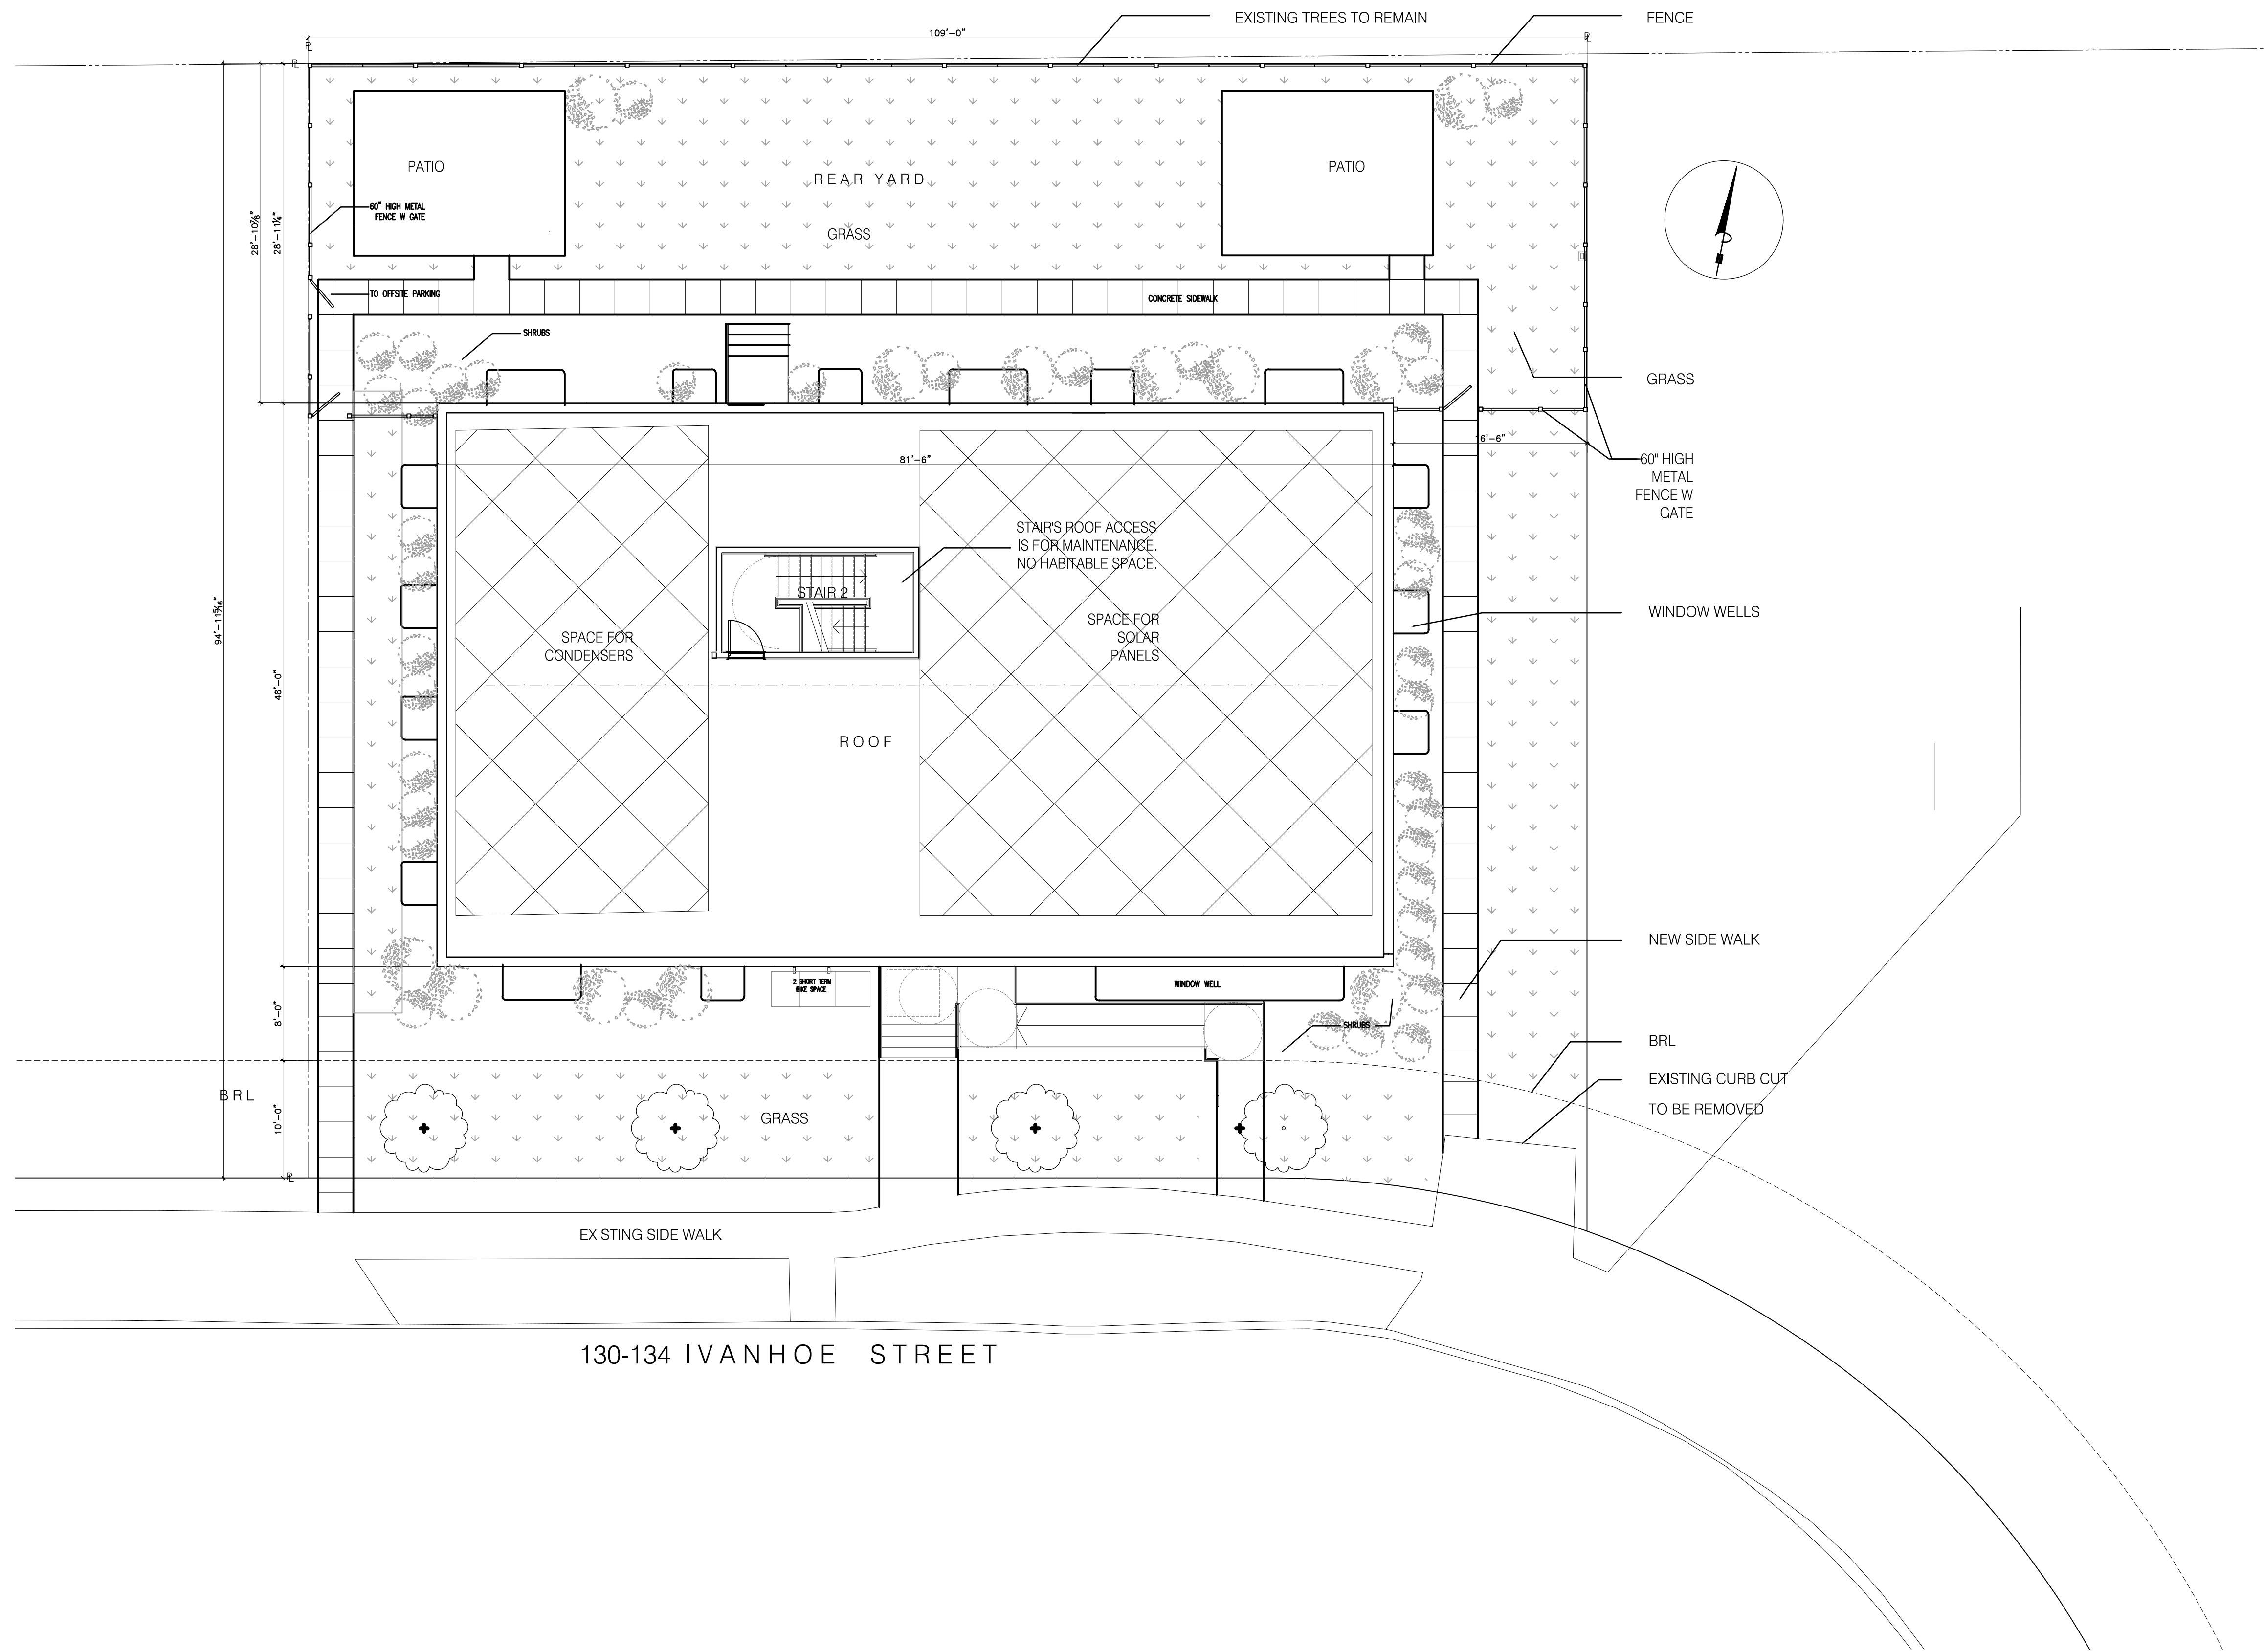 EXISTING TREES TO REMAIN
FENCE
109'-0"
PATIO
PATIO
REAR YARD
60" HIGH METAL
FENCE W GATE
GRASS
28'-10⅞"
28'-11¼"
TO OFFSITE PARKING
CONCRETE SIDEWALK
SHRUBS
GRASS
16'-6"
81'-6"
60" HIGH
METAL
FENCE W
GATE
STAIR'S ROOF ACCESS
IS FOR MAINTENANCE.
NO HABITABLE SPACE.
STAIR 2
94'-11 15/16"
WINDOW WELLS
SPACE FOR
CONDENSERS
SPACE FOR
SOLAR
PANELS
48'-0"
ROOF
NEW SIDE WALK
2 SHORT TERM
BIKE SPACE
WINDOW WELL
8'-0"
SHRUBS
BRL
EXISTING CURB CUT
TO BE REMOVED
BRL
10'-0"
GRASS
EXISTING SIDE WALK
130-134 IVANHOE STREET